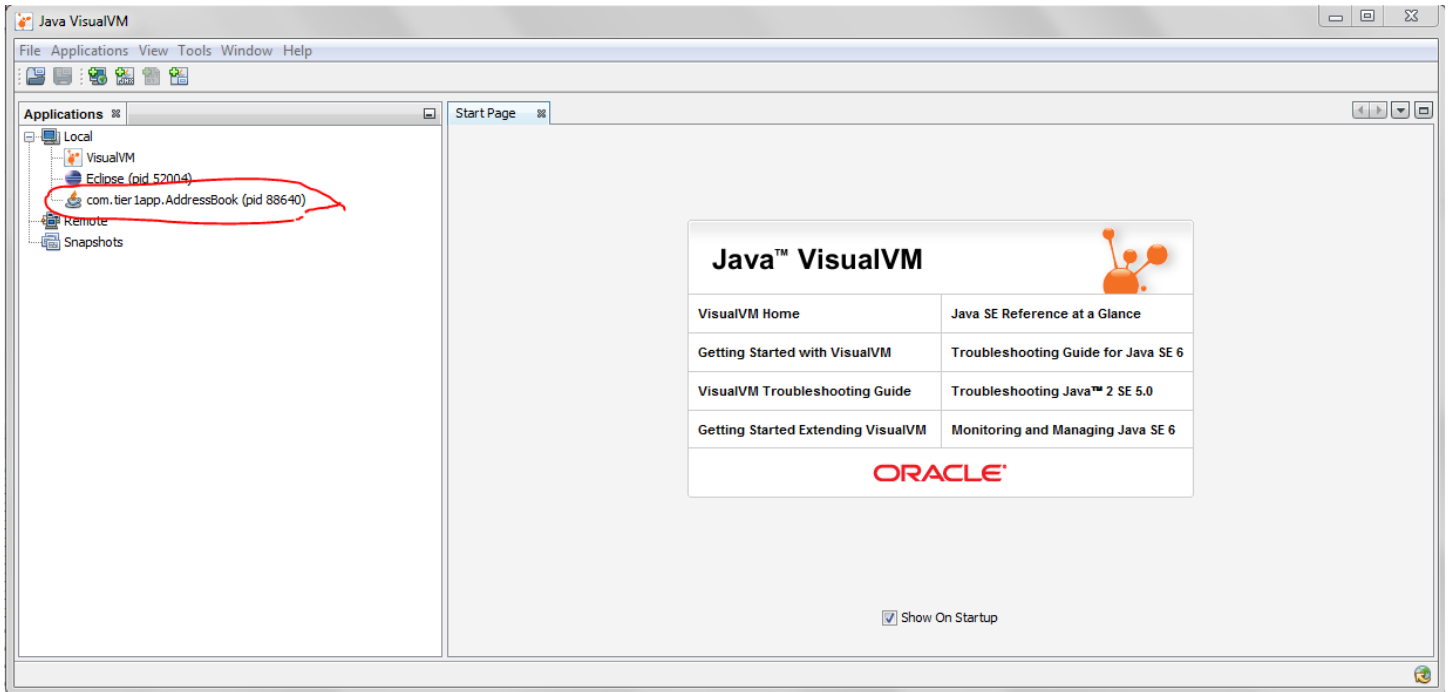 Java VisualVM
File Applications View Tools Window Help
Applications
Start Page
Local
VisualVM
Eclipse (pid 52004)
com.tier1app.AddressBook (pid 88640)
Remote
Snapshots
Java™ VisualVM
VisualVM Home
Java SE Reference at a Glance
Getting Started with VisualVM
Troubleshooting Guide for Java SE 6
VisualVM Troubleshooting Guide
Troubleshooting Java™ 2 SE 5.0
Getting Started Extending VisualVM
Monitoring and Managing Java SE 6
ORACLE
Show On Startup